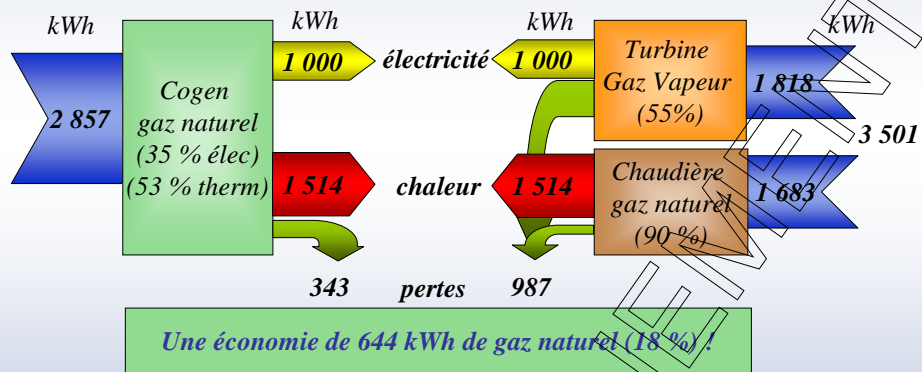 kWh kWh kWh kWh
2 857
Cogen
gaz naturel
(35 % élec)
(53 % therm)
1 000 électricité 1 000
Turbine
Gaz Vapeur
(55%)
1 818
3 501
1 514 chaleur 1 514
Chaudière
gaz naturel
(90 %)
1 683
343 pertes 987
Une économie de 644 kWh de gaz naturel (18 %) !